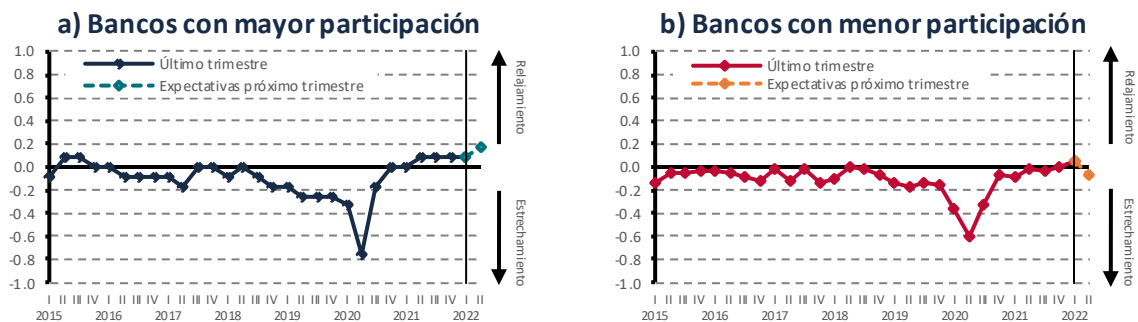 a) Bancos con mayor participación
1.0
0.8
0.6
0.4
0.2
0.0
-0.2
-0.4
-0.6
-0.8
-1.0
Último trimestre
Expectativas próximo trimestre
Relajamiento
Estrechamiento
I II III IV I II III IV I II III IV I II III IV I II III IV I II III IV I II III IV I II
2015 2016 2017 2018 2019 2020 2021 2022
b) Bancos con menor participación
1.0
0.8
0.6
0.4
0.2
0.0
-0.2
-0.4
-0.6
-0.8
-1.0
Último trimestre
Expectativas próximo trimestre
Relajamiento
Estrechamiento
I II III IV I II III IV I II III IV I II III IV I II III IV I II III IV I II III IV I II
2015 2016 2017 2018 2019 2020 2021 2022